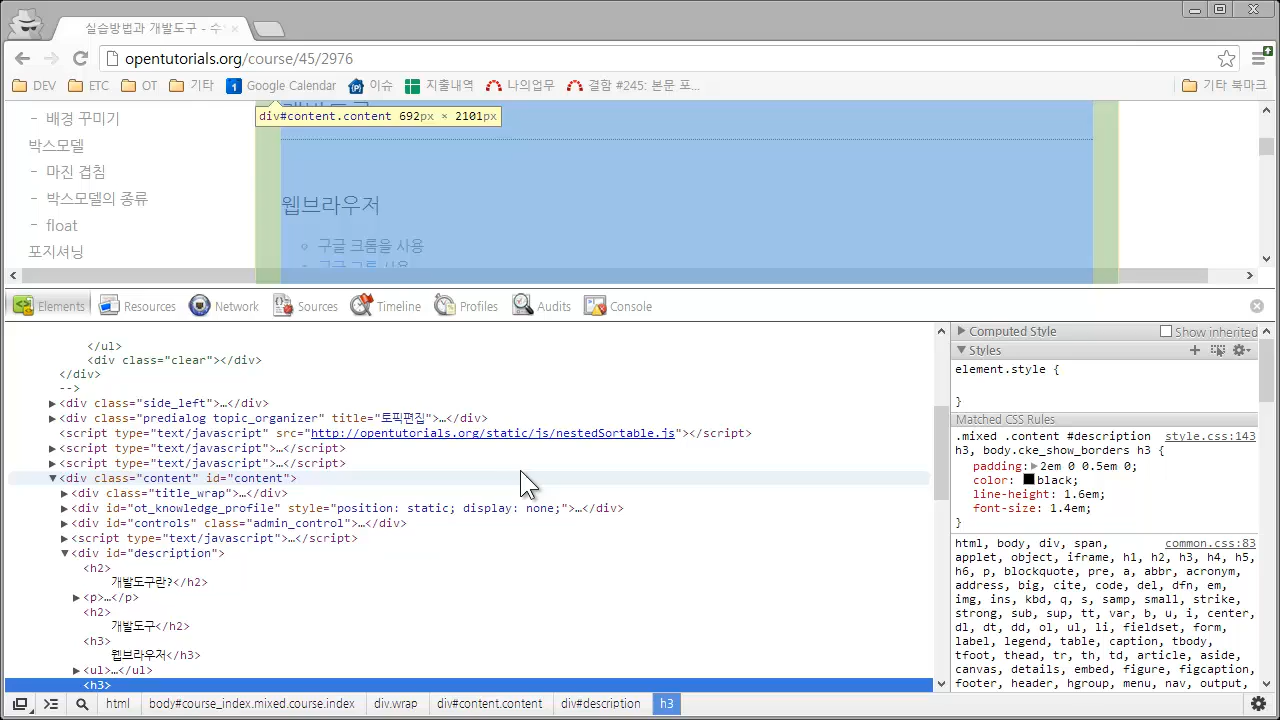 실습방법과 개발도구 - 수
opentutorials.org/course/45/2976
DEV ETC OT 기타 Google Calendar 이슈 지출내역 나의업무 결함 #245: 본문 포... 기타 북마크
- 배경 꾸미기
박스모델
- 마진 겹침
- 박스모델의 종류
- float
포지셔닝
div#content.content 692px × 2101px
웹브라우저
구글 크롬을 사용
Elements Resources Network Sources Timeline Profiles Audits Console
</ul>
<div class="clear"></div>
</div>
-->
<div class="side_left">…</div>
<div class="predialog topic_organizer" title="토픽편집">…</div>
<script type="text/javascript" src="http://opentutorials.org/static/js/nestedSortable.js"></script>
<script type="text/javascript">…</script>
<script type="text/javascript">…</script>
<div class="content" id="content">
<div class="title_wrap">…</div>
<div id="ot_knowledge_profile" style="position: static; display: none;">…</div>
<div id="controls" class="admin_control">…</div>
<script type="text/javascript">…</script>
<div id="description">
<h2>
개발도구란?</h2>
<p>…</p>
<h2>
개발도구</h2>
<h3>
웹브라우저</h3>
<ul>…</ul>
<h3>
Computed Style Show inherited
Styles
element.style {
}
Matched CSS Rules
.mixed .content #description style.css:143
h3, body.cke_show_borders h3 {
padding: 2em 0 0.5em 0;
color: black;
line-height: 1.6em;
font-size: 1.4em;
}
html, body, div, span, common.css:83
applet, object, iframe, h1, h2, h3, h4, h5,
h6, p, blockquote, pre, a, abbr, acronym,
address, big, cite, code, del, dfn, em,
img, ins, kbd, q, s, samp, small, strike,
strong, sub, sup, tt, var, b, u, i, center,
dl, dt, dd, ol, ul, li, fieldset, form,
label, legend, table, caption, tbody,
tfoot, thead, tr, th, td, article, aside,
canvas, details, embed, figure, figcaption,
footer, header, hgroup, menu, nav, output,
html body#course_index.mixed.course.index div.wrap div#content.content div#description h3